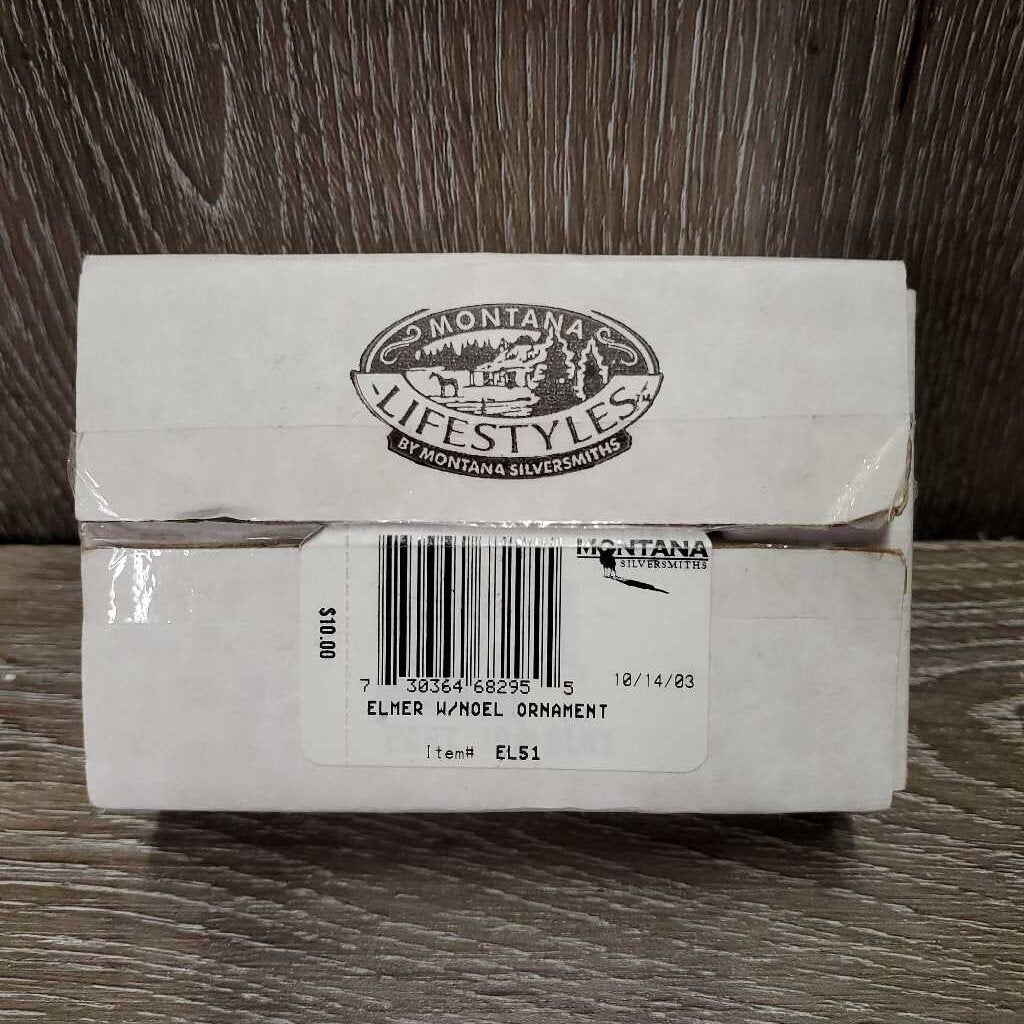 MONTANA
LIFESTYLES™
BY MONTANA SILVERSMITHS
MONTANA
SILVERSMITHS
$10.00
7 30364 68295 5
10/14/03
ELMER W/NOEL ORNAMENT
Item# EL51